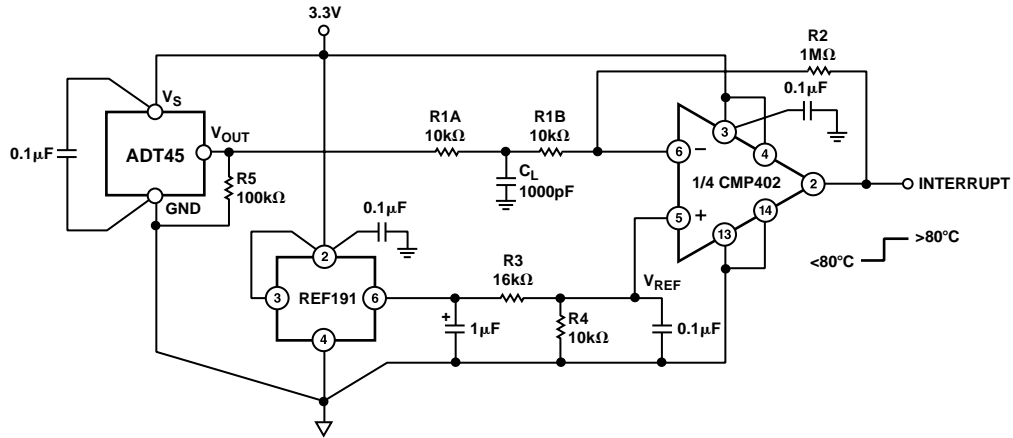 3.3V
R2
1MΩ
0.1µF
VS
VOUT
R1A
10kΩ
R1B
10kΩ
3
0.1µF
ADT45
6
−
4
R5
100kΩ
CL
1000pF
1/4 CMP402
2
INTERRUPT
GND
0.1µF
5
+
14
13
>80°C
<80°C
2
R3
16kΩ
VREF
3
REF191
6
+
1µF
R4
10kΩ
0.1µF
4